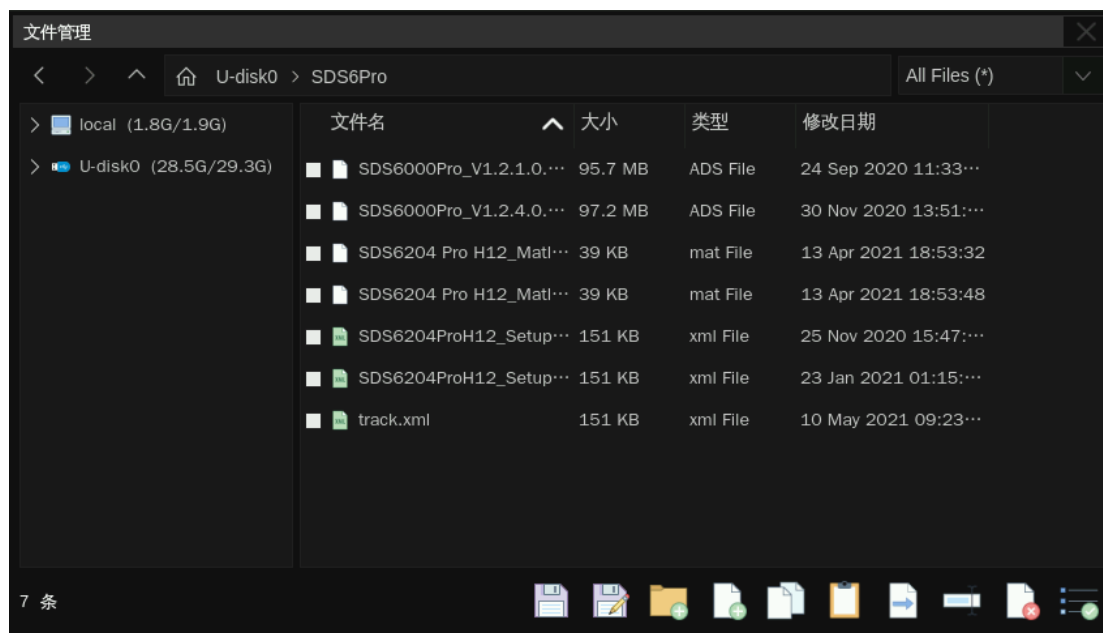 文件管理
U-disk0 > SDS6Pro All Files (*)
local (1.8G/1.9G)
U-disk0 (28.5G/29.3G)
文件名 大小 类型 修改日期
SDS6000Pro_V1.2.1.0.··· 95.7 MB ADS File 24 Sep 2020 11:33···
SDS6000Pro_V1.2.4.0.··· 97.2 MB ADS File 30 Nov 2020 13:51:···
SDS6204 Pro H12_Matl··· 39 KB mat File 13 Apr 2021 18:53:32
SDS6204 Pro H12_Matl··· 39 KB mat File 13 Apr 2021 18:53:48
SDS6204ProH12_Setup··· 151 KB xml File 25 Nov 2020 15:47:···
SDS6204ProH12_Setup··· 151 KB xml File 23 Jan 2021 01:15:···
track.xml 151 KB xml File 10 May 2021 09:23···
7 条